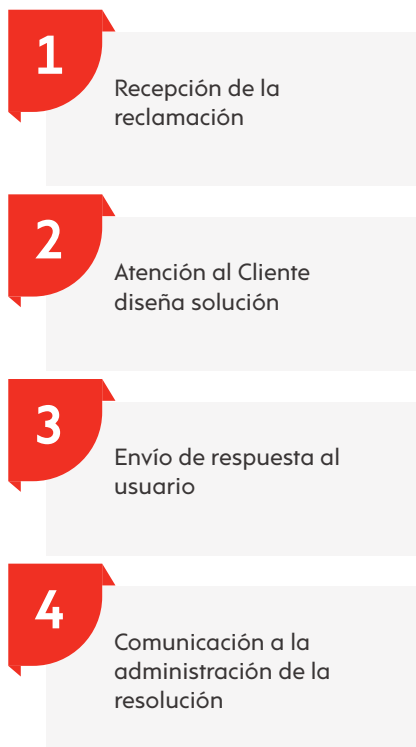 1
Recepción de la
reclamación
2
Atención al Cliente
diseña solución
3
Envío de respuesta al
usuario
4
Comunicación a la
administración de la
resolución